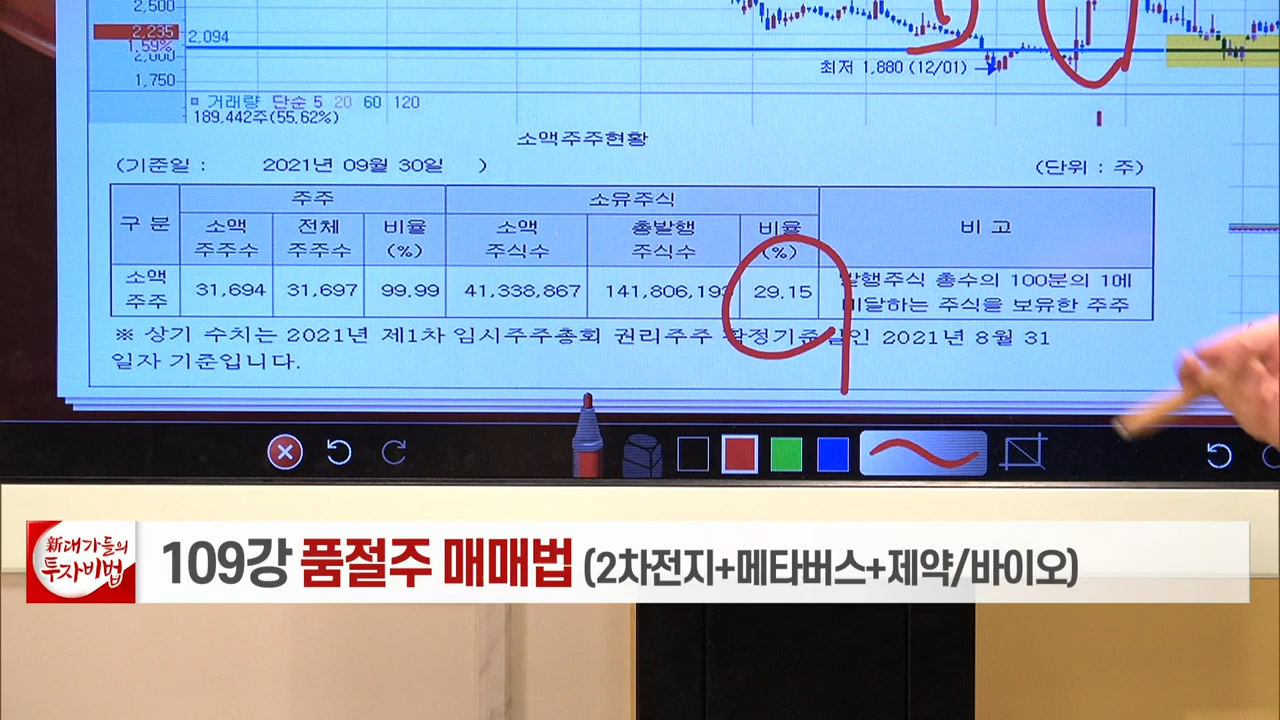 2,500
2,235
1.59%
2,094
2,000
1,750
최저 1,880 (12/01)
거래량 단순 5 20 60 120
189,442주(55.62%)
소액주주현황
(기준일 : 2021년 09월 30일 )
(단위 : 주)
구 분 주주 소유주식 비 고
소액 주주수 전체 주주수 비율 (%) 소액 주식수 총발행 주식수 비율 (%)
소액 주주 31,694 31,697 99.99 41,338,867 141,806,193 29.15 발행주식 총수의 100분의 1에
미달하는 주식을 보유한 주주
※ 상기 수치는 2021년 제1차 임시주주총회 권리주주 확정기준일인 2021년 8월 31
일자 기준입니다.
新대가들의
투자비법
109강 품절주 매매법 (2차전지+메타버스+제약/바이오)